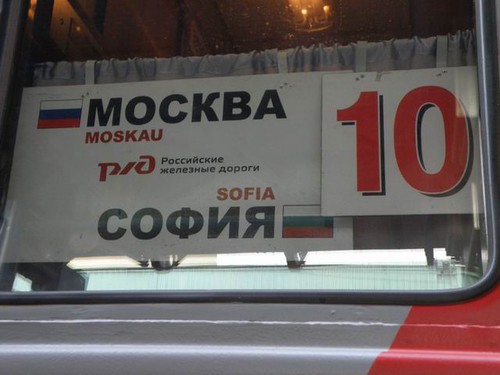 МОСКВА
MOSKAU
10
РЖД Российские
железные дороги
SOFIA
СОФИЯ